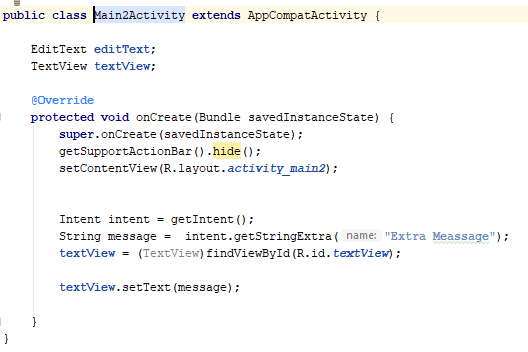 public class Main2Activity extends AppCompatActivity {
EditText editText;
TextView textView;
@Override
protected void onCreate(Bundle savedInstanceState) {
super.onCreate(savedInstanceState);
getSupportActionBar().hide();
setContentView(R.layout.activity_main2);
Intent intent = getIntent();
String message =  intent.getStringExtra( name: "Extra Meassage");
textView = (TextView)findViewById(R.id.textView);
textView.setText(message);
}
}